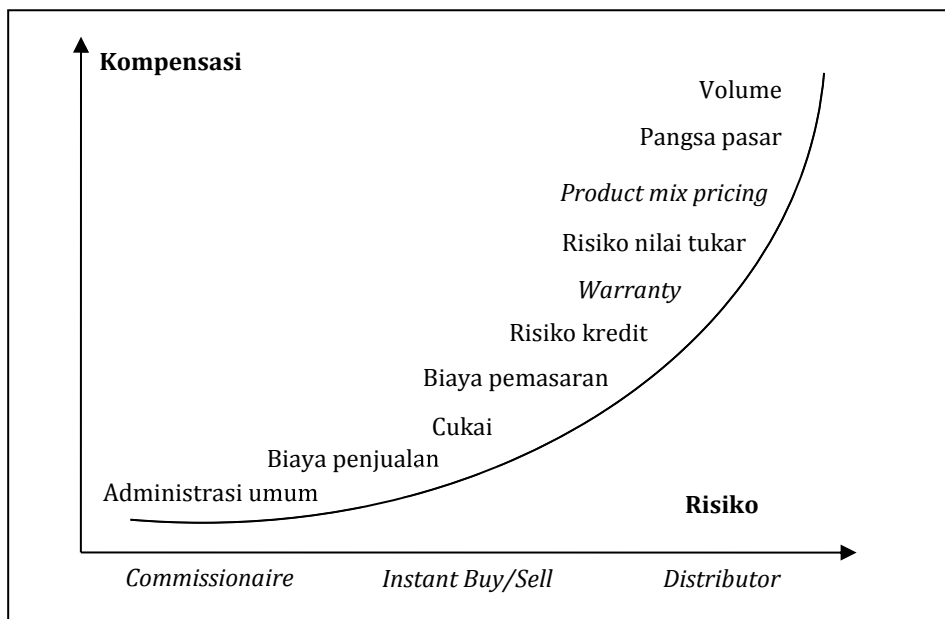 Kompensasi
Volume
Pangsa pasar
Product mix pricing
Risiko nilai tukar
Warranty
Risiko kredit
Biaya pemasaran
Cukai
Biaya penjualan
Administrasi umum
Risiko
Commissionaire
Instant Buy/Sell
Distributor